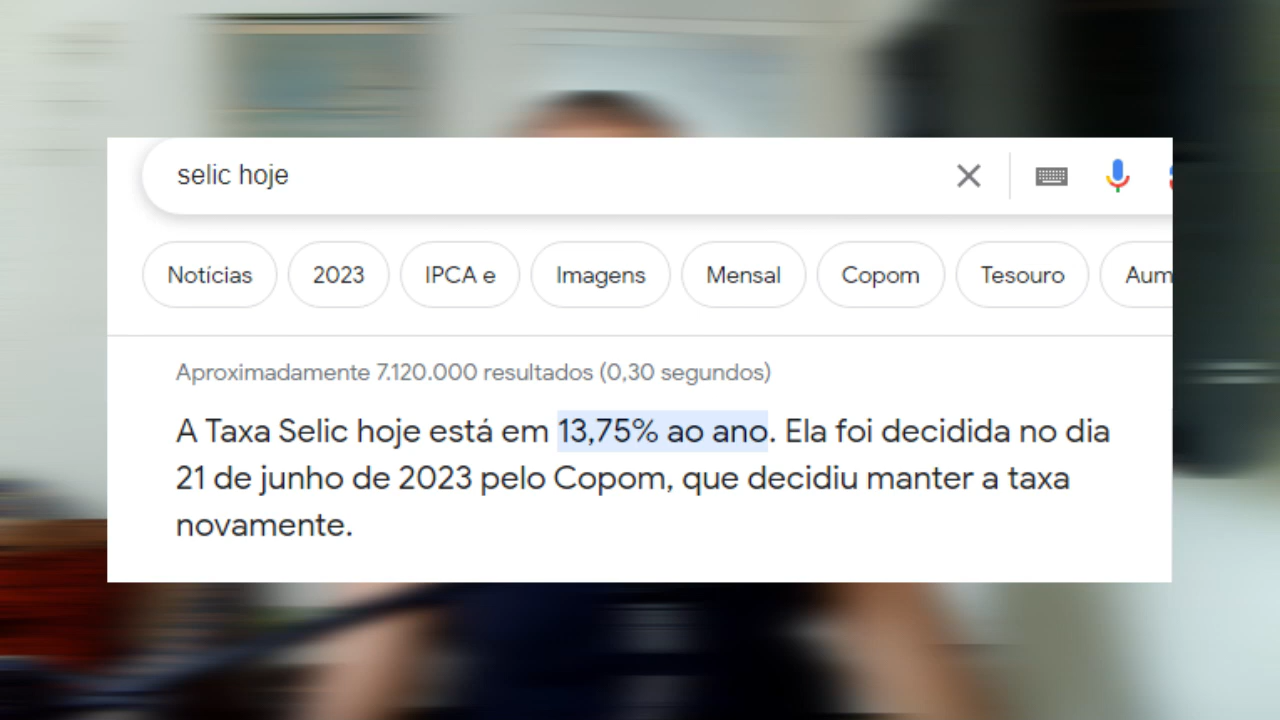 selic hoje
Notícias 2023 IPCA e Imagens Mensal Copom Tesouro Aum
Aproximadamente 7.120.000 resultados (0,30 segundos)
A Taxa Selic hoje está em 13,75% ao ano. Ela foi decidida no dia
21 de junho de 2023 pelo Copom, que decidiu manter a taxa
novamente.